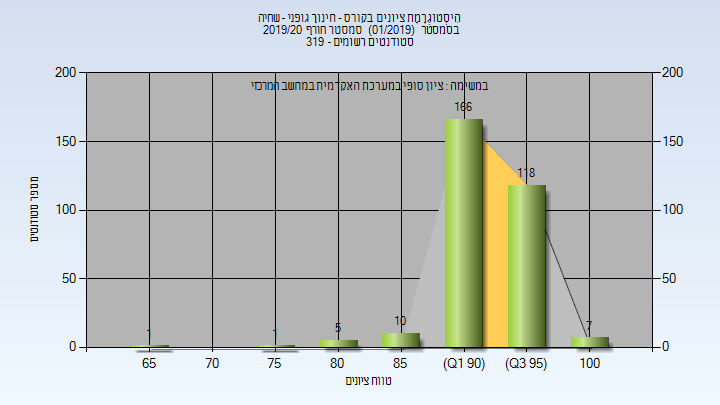 היסטוגרמת ציונים בקורס - חינוך גופני - שחיה
בסמסטר (01/2019) סמסטר חורף 2019/20
סטודנטים רשומים - 319
במשימה : ציון סופי במערכת האקדמית במחשב המרכזי
200 200
150 150
100 100
50 50
0 0
מספר סטודנטים
1 1 5 10 166 118 7
65 70 75 80 85 (Q1 90) (Q3 95) 100
טווח ציונים